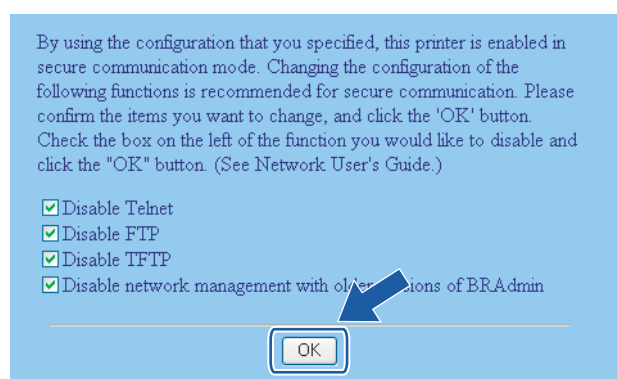 By using the configuration that you specified, this printer is enabled in
secure communication mode. Changing the configuration of the
following functions is recommended for secure communication. Please
confirm the items you want to change, and click the 'OK' button.
Check the box on the left of the function you would like to disable and
click the "OK" button. (See Network User's Guide.)
Disable Telnet
Disable FTP
Disable TFTP
Disable network management with older versions of BRAdmin
OK